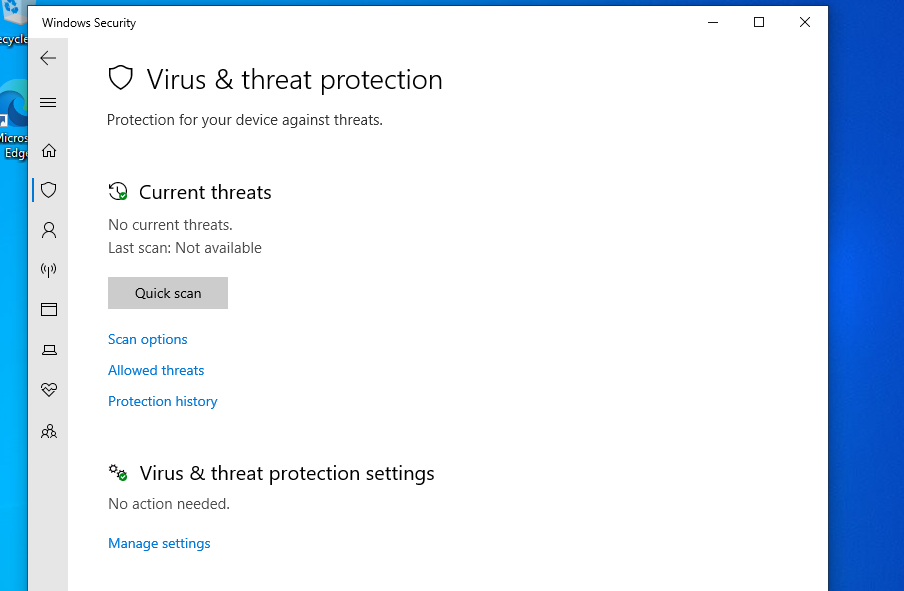 Windows Security
Virus & threat protection
Protection for your device against threats.
Current threats
No current threats.
Last scan: Not available
Quick scan
Scan options
Allowed threats
Protection history
Virus & threat protection settings
No action needed.
Manage settings
ecycle
Micros
Edge